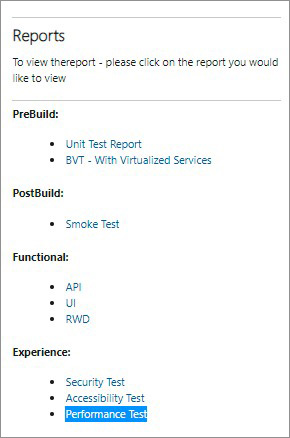 Reports
To view thereport - please click on the report you would
like to view
PreBuild:
Unit Test Report
BVT - With Virtualized Services
PostBuild:
Smoke Test
Functional:
API
UI
RWD
Experience:
Security Test
Accessibility Test
Performance Test